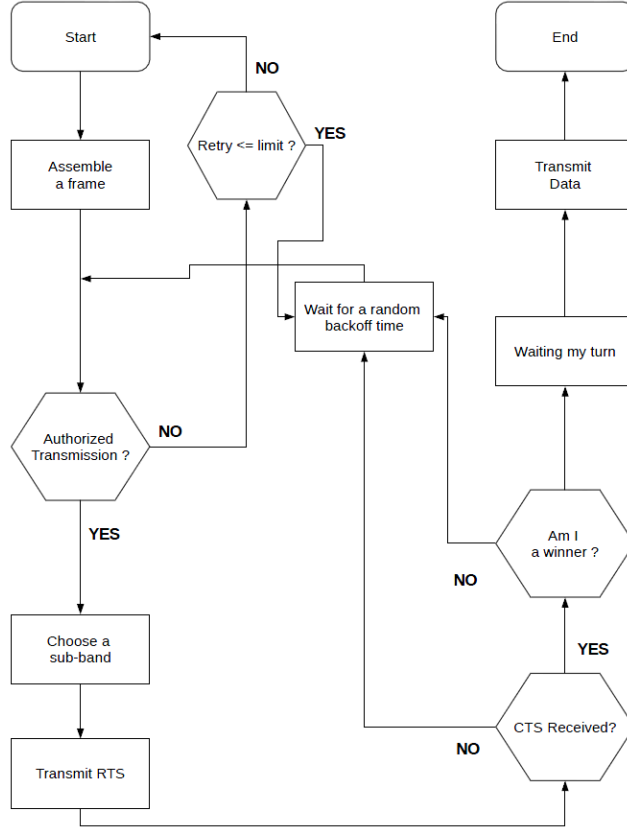 Start
End
NO
YES
Retry <= limit ?
Assemble
a frame
Transmit
Data
Wait for a random
backoff time
Waiting my turn
Authorized
Transmission ?
NO
YES
Am I
a winner ?
NO
Choose a
sub-band
YES
CTS Received?
NO
Transmit RTS